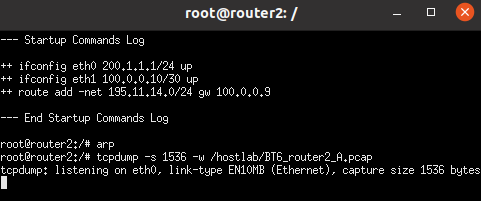 root@router2: /
--- Startup Commands Log
++ ifconfig eth0 200.1.1.1/24 up
++ ifconfig eth1 100.0.0.10/30 up
++ route add -net 195.11.14.0/24 gw 100.0.0.9
--- End Startup Commands Log
root@router2:/# arp
root@router2:/# tcpdump -s 1536 -w /hostlab/BT6_router2_A.pcap
tcpdump: listening on eth0, link-type EN10MB (Ethernet), capture size 1536 bytes